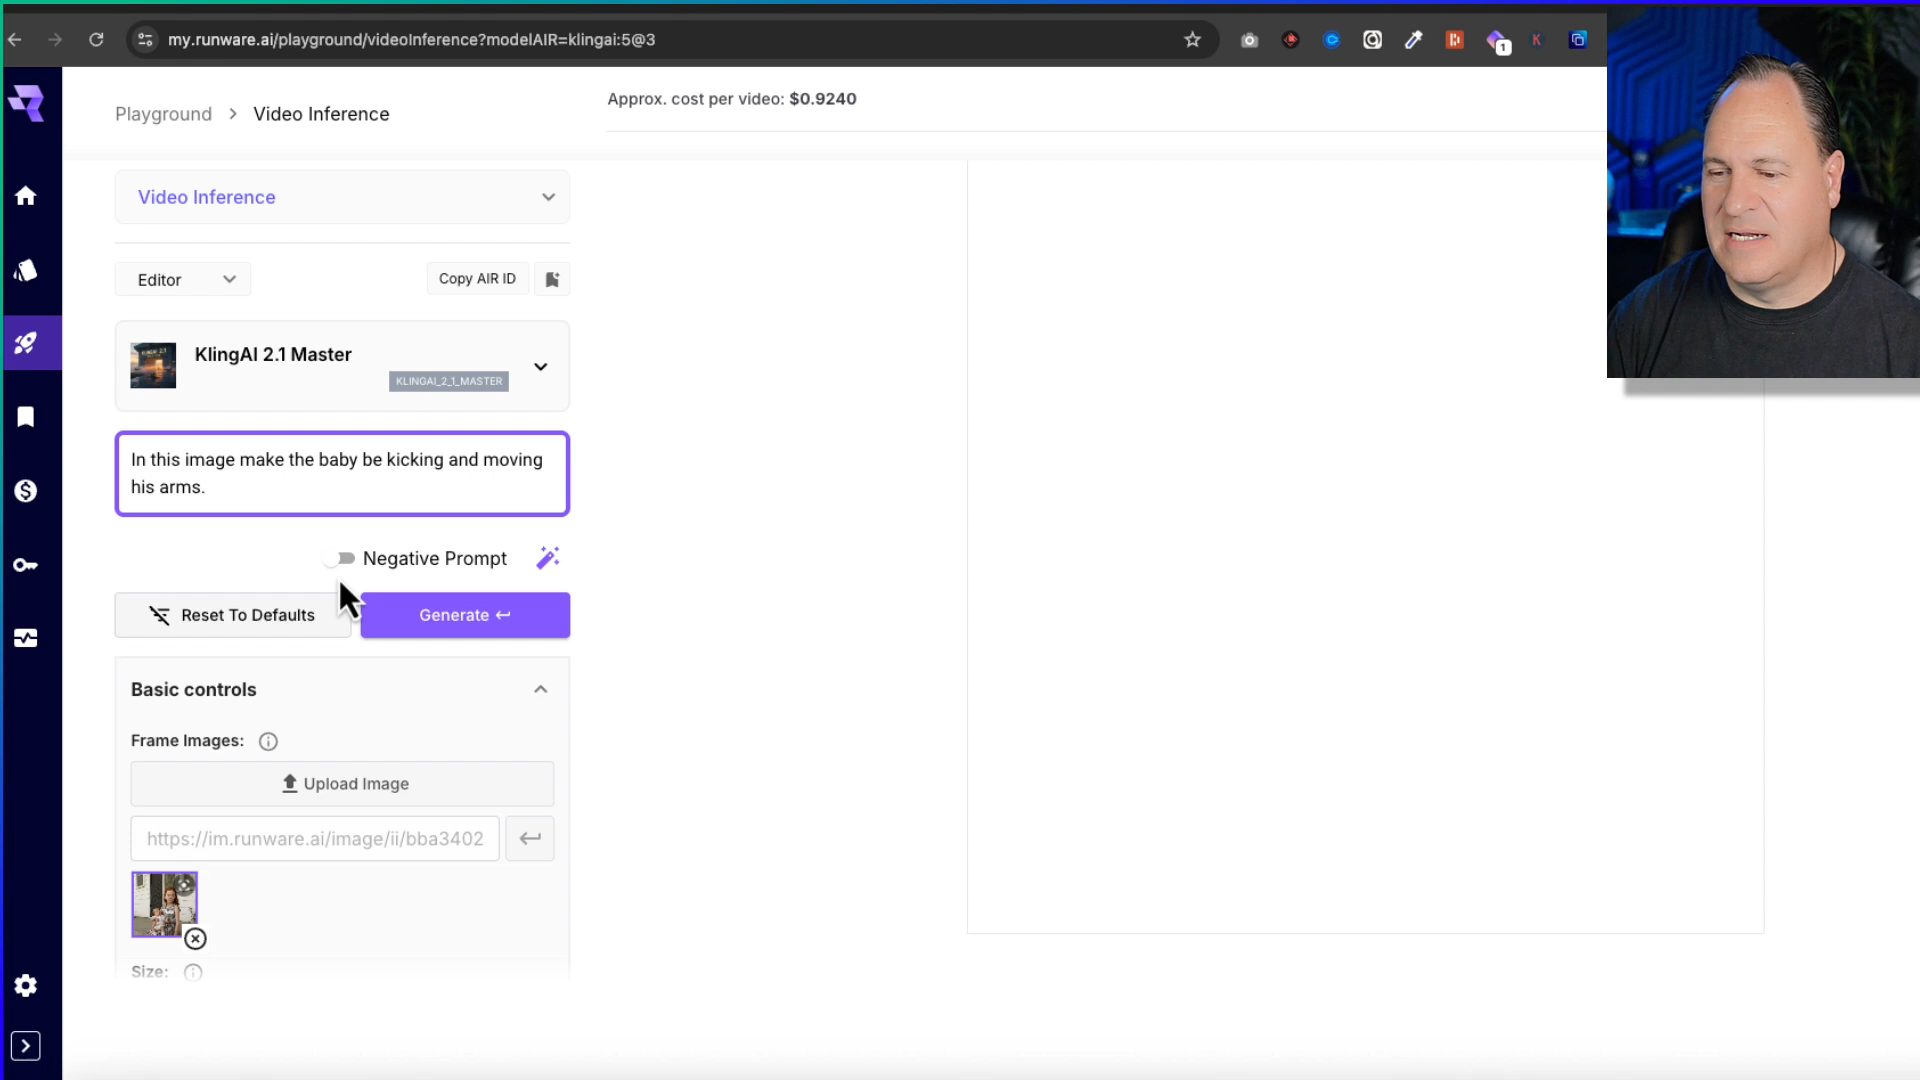 my.runware.ai/playground/videoInference?modelAIR=klingai:5@3
1
K
Playground > Video Inference
Approx. cost per video: $0.9240
Video Inference
Editor
Copy AIR ID
KlingAI 2.1 Master
KLINGAI_2_1_MASTER
In this image make the baby be kicking and moving
his arms.
Negative Prompt
Reset To Defaults
Generate ↵
Basic controls
Frame Images:
Upload Image
https://im.runware.ai/image/ii/bba3402
Size: